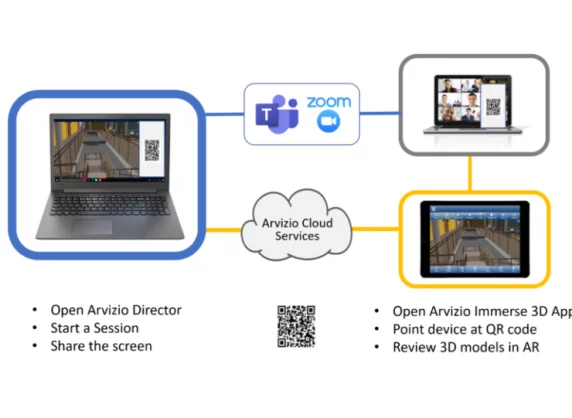 zoom
T
Arvizio Cloud
Services
• Open Arvizio Director
• Start a Session
• Share the screen
• Open Arvizio Immerse 3D App
Point device at QR code
• Review 3D models in AR